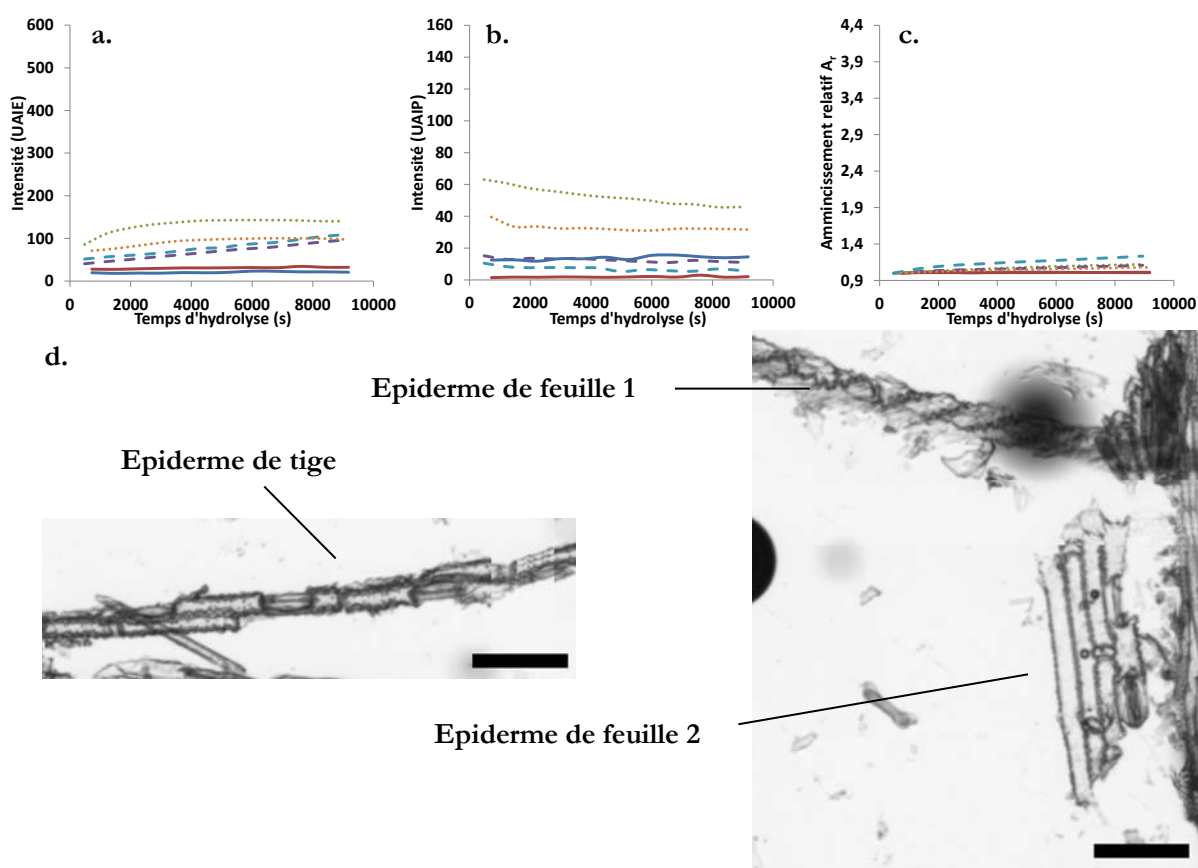 a.
600
500
400
300
200
100
0
0 2000 4000 6000 8000 10000
Intensité (UAIE)
Temps d'hydrolyse (s)
b.
160
140
120
100
80
60
40
20
0
0 2000 4000 6000 8000 10000
Intensité (UAIP)
Temps d'hydrolyse (s)
c.
4,4
3,9
3,4
2,9
2,4
1,9
1,4
0,9
0 2000 4000 6000 8000 10000
Ammincissement relatif Ar
Temps d'hydrolyse (s)
d.
Epiderme de feuille 1
Epiderme de tige
Epiderme de feuille 2